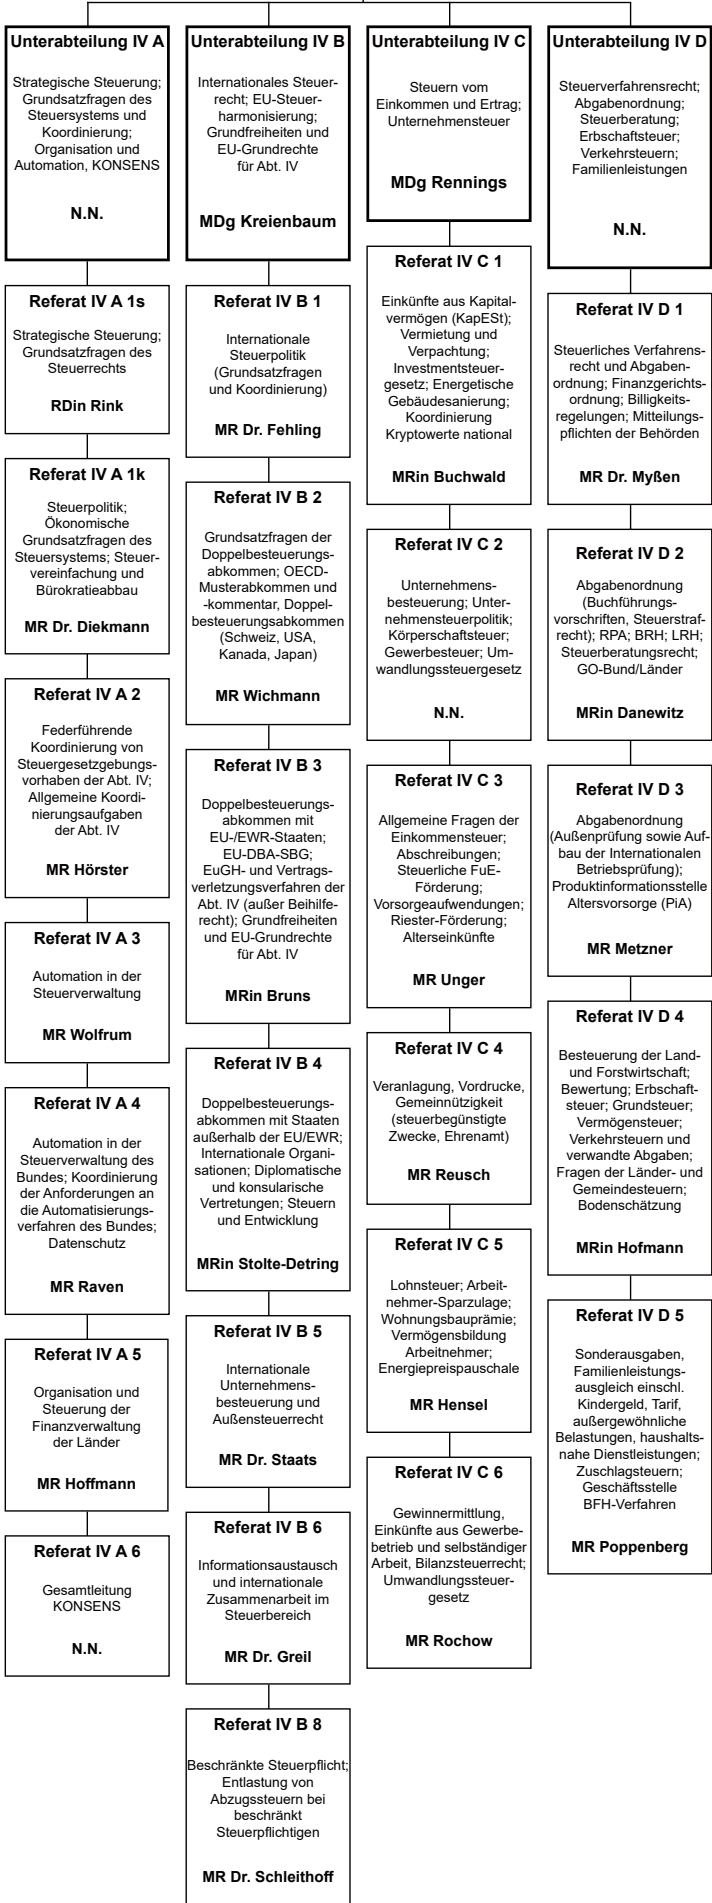 Unterabteilung IV A
Strategische Steuerung;
Grundsatzfragen des
Steuersystems und
Koordinierung;
Organisation und
Automation, KONSENS
N.N.
Referat IV A 1s
Strategische Steuerung;
Grundsatzfragen des
Steuerrechts
RDin Rink
Referat IV A 1k
Steuerpolitik;
Ökonomische
Grundsatzfragen des
Steuersystems; Steuer-
vereinfachung und
Bürokratieabbau
MR Dr. Diekmann
Referat IV A 2
Federführende
Koordinierung von
Steuergesetzgebungs-
vorhaben der Abt. IV;
Allgemeine Koordi-
nierungsaufgaben
der Abt. IV
MR Hörster
Referat IV A 3
Automation in der
Steuerverwaltung
MR Wolfrum
Referat IV A 4
Automation in der
Steuerverwaltung des
Bundes; Koordinierung
der Anforderungen an
die Automatisierungs-
verfahren des Bundes;
Datenschutz
MR Raven
Referat IV A 5
Organisation und
Steuerung der
Finanzverwaltung
der Länder
MR Hoffmann
Referat IV A 6
Gesamtleitung
KONSENS
N.N.
Unterabteilung IV B
Internationales Steuer-
recht; EU-Steuer-
harmonisierung;
Grundfreiheiten und
EU-Grundrechte
für Abt. IV
MDg Kreienbaum
Referat IV B 1
Internationale
Steuerpolitik
(Grundsatzfragen
und Koordinierung)
MR Dr. Fehling
Referat IV B 2
Grundsatzfragen der
Doppelbesteuerungs-
abkommen; OECD-
Musterabkommen und
-kommentar, Doppel-
besteuerungsabkommen
(Schweiz, USA,
Kanada, Japan)
MR Wichmann
Referat IV B 3
Doppelbesteuerungs-
abkommen mit
EU-/EWR-Staaten;
EU-DBA-SBG;
EuGH- und Vertrags-
verletzungsverfahren der
Abt. IV (außer Beihilfe-
recht); Grundfreiheiten
und EU-Grundrechte
für Abt. IV
MRin Bruns
Referat IV B 4
Doppelbesteuerungs-
abkommen mit Staaten
außerhalb der EU/EWR;
Internationale Organi-
sationen; Diplomatische
und konsularische
Vertretungen; Steuern
und Entwicklung
MRin Stolte-Detring
Referat IV B 5
Internationale
Unternehmens-
besteuerung und
Außensteuerrecht
MR Dr. Staats
Referat IV B 6
Informationsaustausch
und internationale
Zusammenarbeit im
Steuerbereich
MR Dr. Greil
Referat IV B 8
Beschränkte Steuerpflicht;
Entlastung von
Abzugssteuern bei
beschränkt
Steuerpflichtigen
MR Dr. Schleithoff
Unterabteilung IV C
Steuern vom
Einkommen und Ertrag;
Unternehmensteuer
MDg Rennings
Referat IV C 1
Einkünfte aus Kapital-
vermögen (KapESt);
Vermietung und
Verpachtung;
Investmentsteuer-
gesetz; Energetische
Gebäudesanierung;
Koordinierung
Kryptowerte national
MRin Buchwald
Referat IV C 2
Unternehmens-
besteuerung; Unter-
nehmensteuerpolitik;
Körperschaftsteuer;
Gewerbesteuer; Um-
wandlungssteuergesetz
N.N.
Referat IV C 3
Allgemeine Fragen der
Einkommensteuer;
Abschreibungen;
Steuerliche FuE-
Förderung;
Vorsorgeaufwendungen;
Riester-Förderung;
Alterseinkünfte
MR Unger
Referat IV C 4
Veranlagung, Vordrucke,
Gemeinnützigkeit
(steuerbegünstigte
Zwecke, Ehrenamt)
MR Reusch
Referat IV C 5
Lohnsteuer; Arbeit-
nehmer-Sparzulage;
Wohnungsbauprämie;
Vermögensbildung
Arbeitnehmer;
Energiepreispauschale
MR Hensel
Referat IV C 6
Gewinnermittlung,
Einkünfte aus Gewerbe-
betrieb und selbständiger
Arbeit, Bilanzsteuerrecht;
Umwandlungssteuer-
gesetz
MR Rochow
Unterabteilung IV D
Steuerverfahrensrecht;
Abgabenordnung;
Steuerberatung;
Erbschaftsteuer;
Verkehrsteuern;
Familienleistungen
N.N.
Referat IV D 1
Steuerliches Verfahrens-
recht und Abgaben-
ordnung; Finanzgerichts-
ordnung; Billigkeits-
regelungen; Mitteilungs-
pflichten der Behörden
MR Dr. Myßen
Referat IV D 2
Abgabenordnung
(Buchführungs-
vorschriften, Steuerstraf-
recht); RPA; BRH; LRH;
Steuerberatungsrecht;
GO-Bund/Länder
MRin Danewitz
Referat IV D 3
Abgabenordnung
(Außenprüfung sowie Auf-
bau der Internationalen
Betriebsprüfung);
Produktinformationsstelle
Altersvorsorge (PiA)
MR Metzner
Referat IV D 4
Besteuerung der Land-
und Forstwirtschaft;
Bewertung; Erbschaft-
steuer; Grundsteuer;
Vermögensteuer;
Verkehrsteuern und
verwandte Abgaben;
Fragen der Länder- und
Gemeindesteuern;
Bodenschätzung
MRin Hofmann
Referat IV D 5
Sonderausgaben,
Familienleistungs-
ausgleich einschl.
Kindergeld, Tarif,
außergewöhnliche
Belastungen, haushalts-
nahe Dienstleistungen;
Zuschlagsteuern;
Geschäftsstelle
BFH-Verfahren
MR Poppenberg